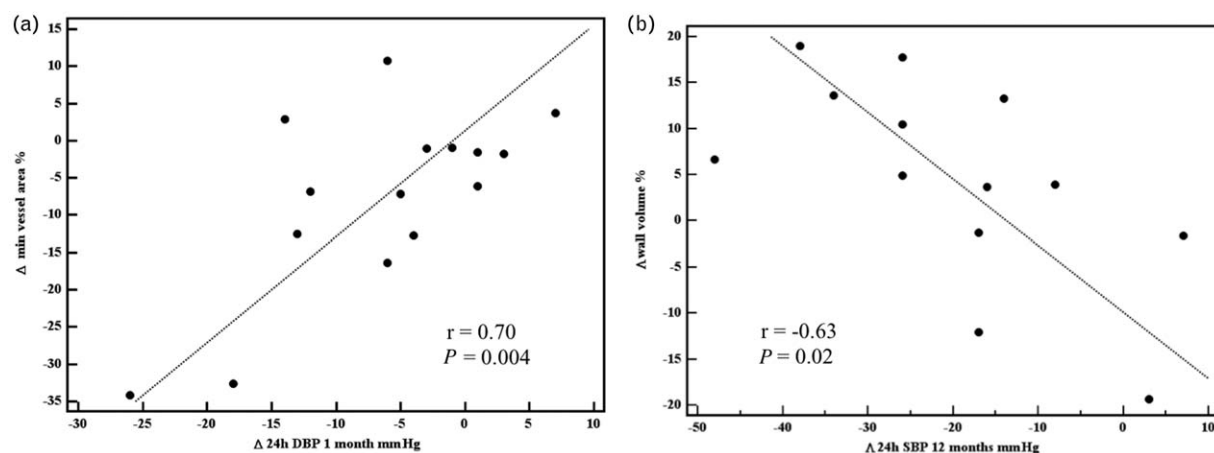 (a)
15
10
5
0
-5
-10
-15
-20
-25
-30
-35
Δ min vessel area %
r = 0.70
P = 0.004
-30 -25 -20 -15 -10 -5 0 5 10
Δ 24h DBP 1 month mmHg
(b)
20
15
10
5
0
-5
-10
-15
-20
Δ wall volume %
r = -0.63
P = 0.02
-50 -40 -30 -20 -10 0 10
Δ 24h SBP 12 months mmHg